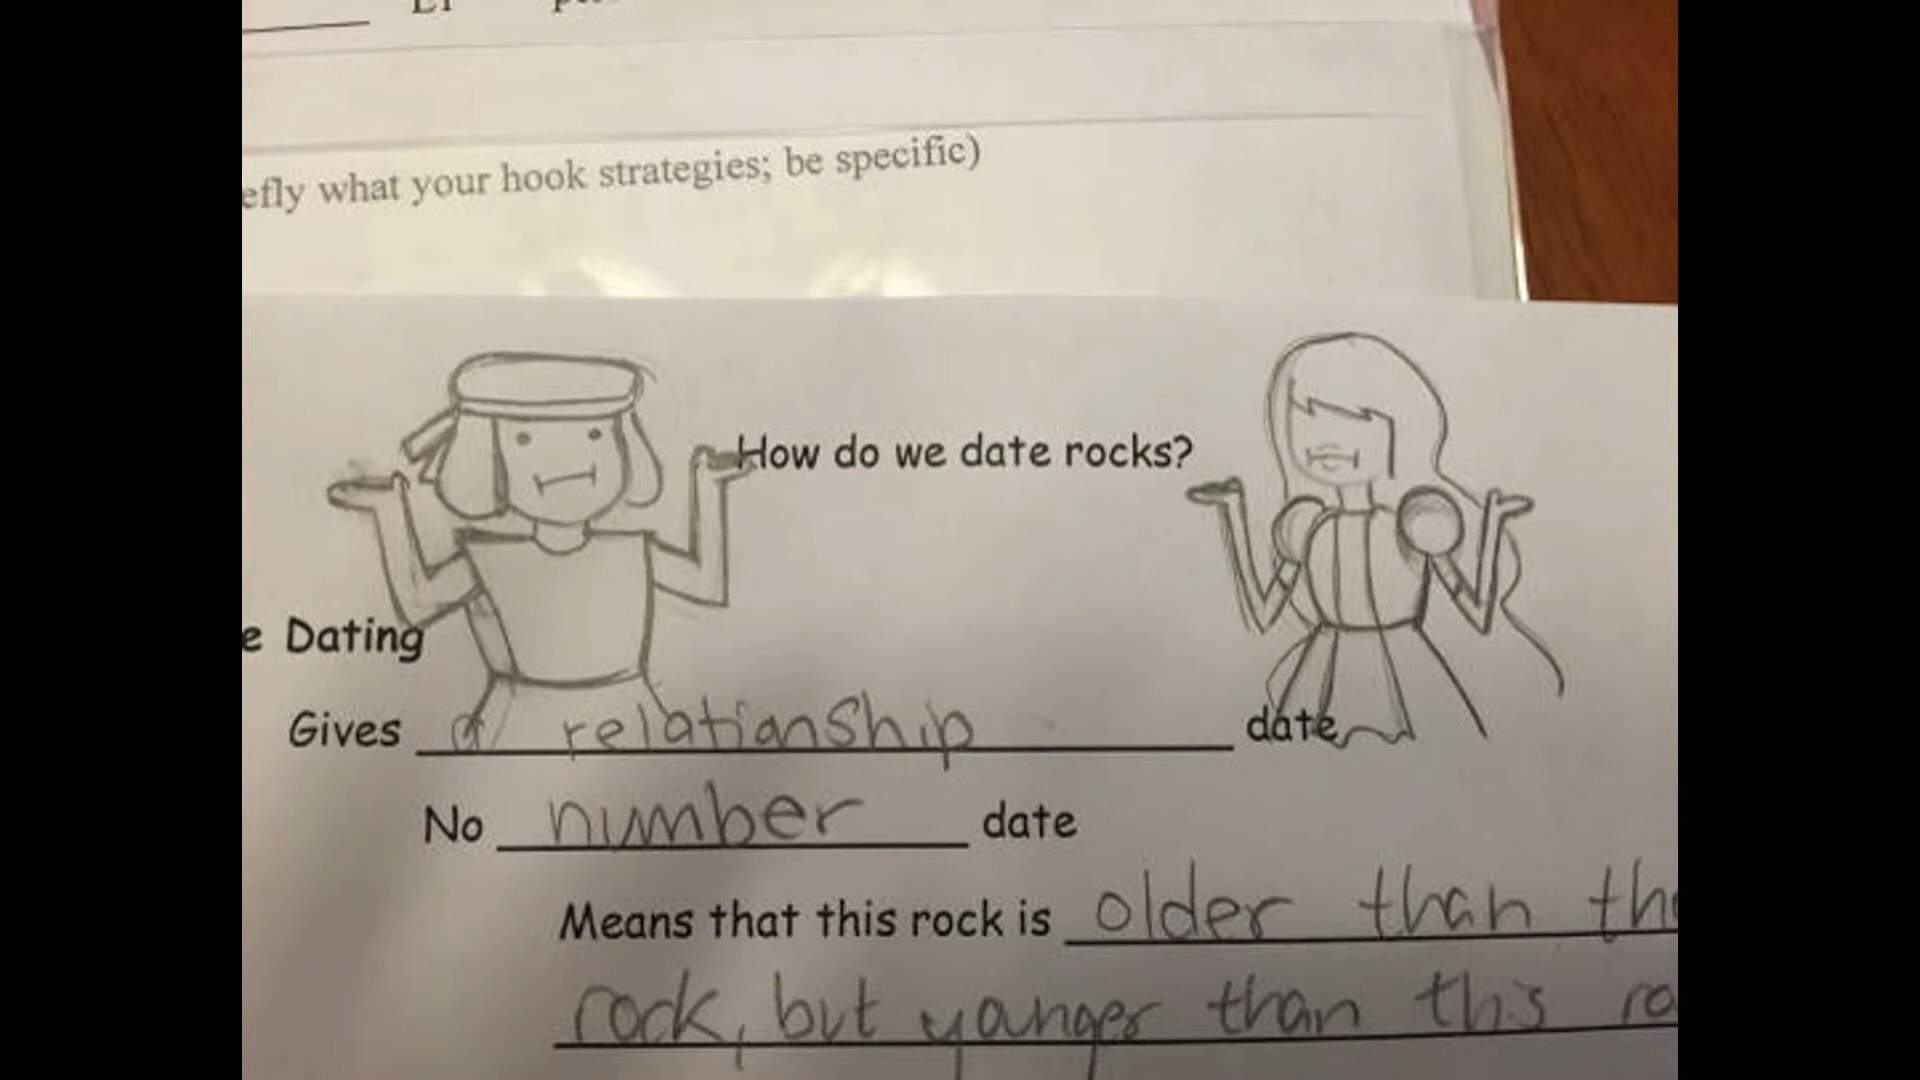 efly what your hook strategies; be specific)
How do we date rocks?
e Dating
Gives a relationship date
No number date
Means that this rock is older than the
rock, but younger than this ro